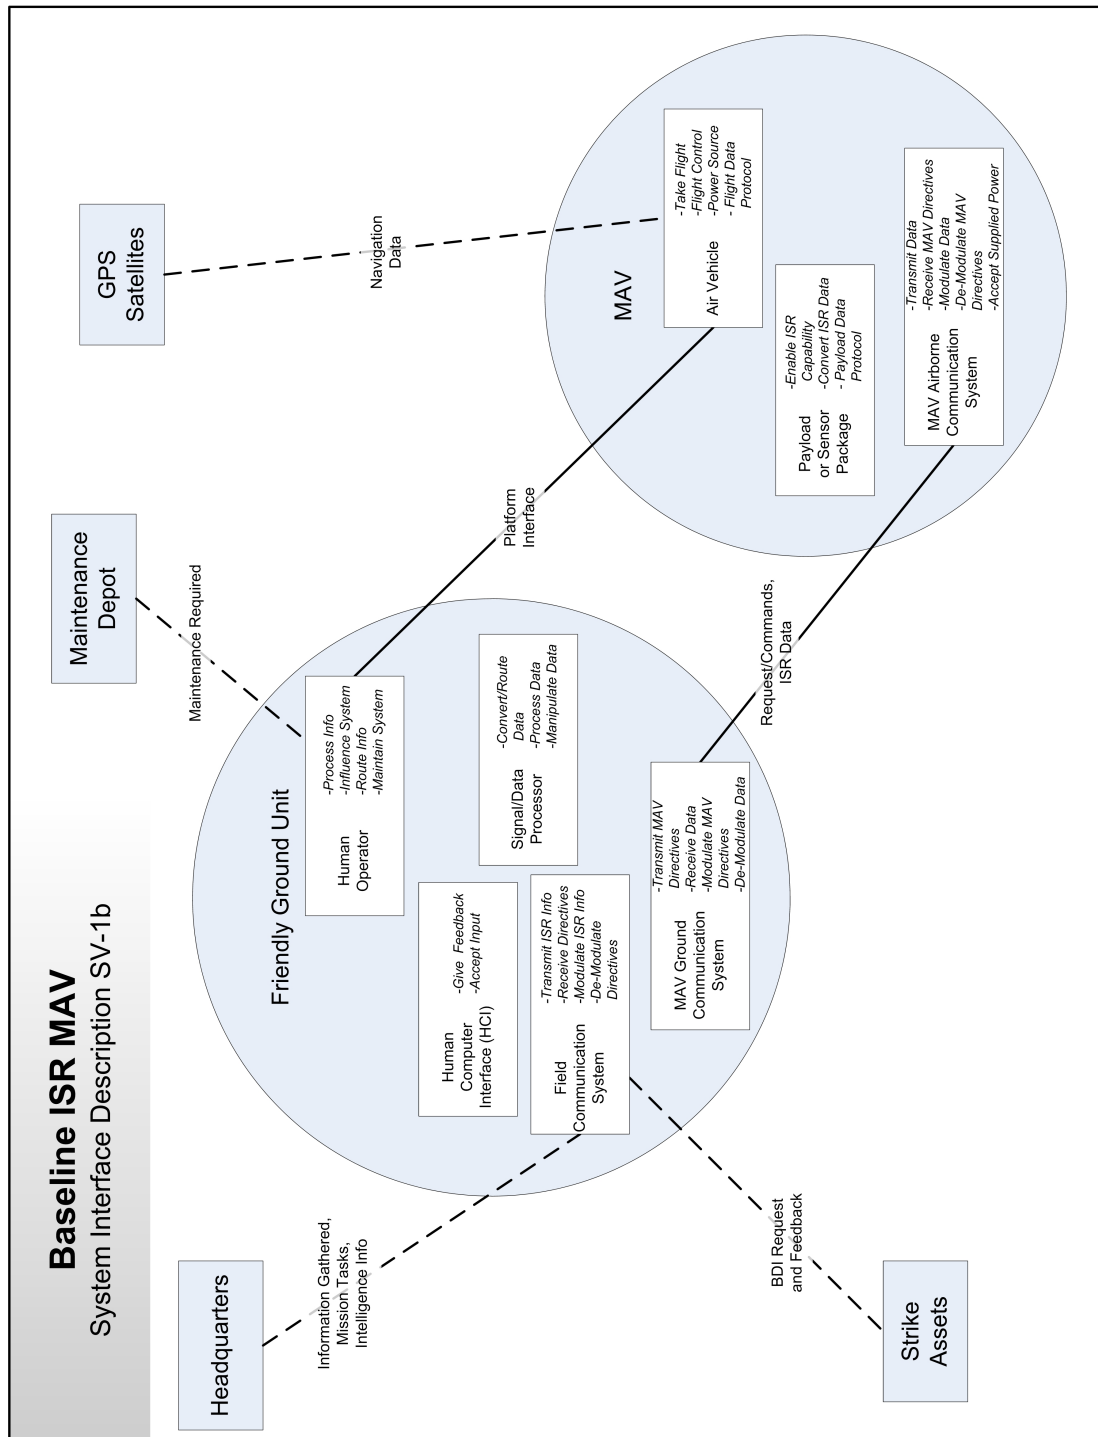 Baseline ISR MAV
System Interface Description SV-1b
Headquarters
Maintenance
Depot
GPS
Satellites
Information Gathered,
Mission Tasks,
Intelligence Info
Maintenance Required
Navigation
Data
Friendly Ground Unit
Human
Operator
-Process Info
-Influence System
-Route Info
-Maintain System
Human
Computer
Interface (HCI)
-Give Feedback
-Accept Input
Signal/Data
Processor
-Convert/Route
Data
-Process Data
-Manipulate Data
Field
Communication
System
-Transmit ISR Info
-Receive Directives
-Modulate ISR Info
-De-Modulate
Directives
MAV Ground
Communication
System
-Transmit MAV
Directives
-Receive Data
-Modulate MAV
Directives
-De-Modulate Data
Platform
Interface
Request/Commands,
ISR Data
MAV
Air Vehicle
-Take Flight
-Flight Control
-Power Source
- Flight Data
Protocol
Payload
or Sensor
Package
-Enable ISR
Capability
-Convert ISR Data
- Payload Data
Protocol
MAV Airborne
Communication
System
-Transmit Data
-Receive MAV Directives
-Modulate Data
-De-Modulate MAV
Directives
-Accept Supplied Power
BDI Request
and Feedback
Strike
Assets